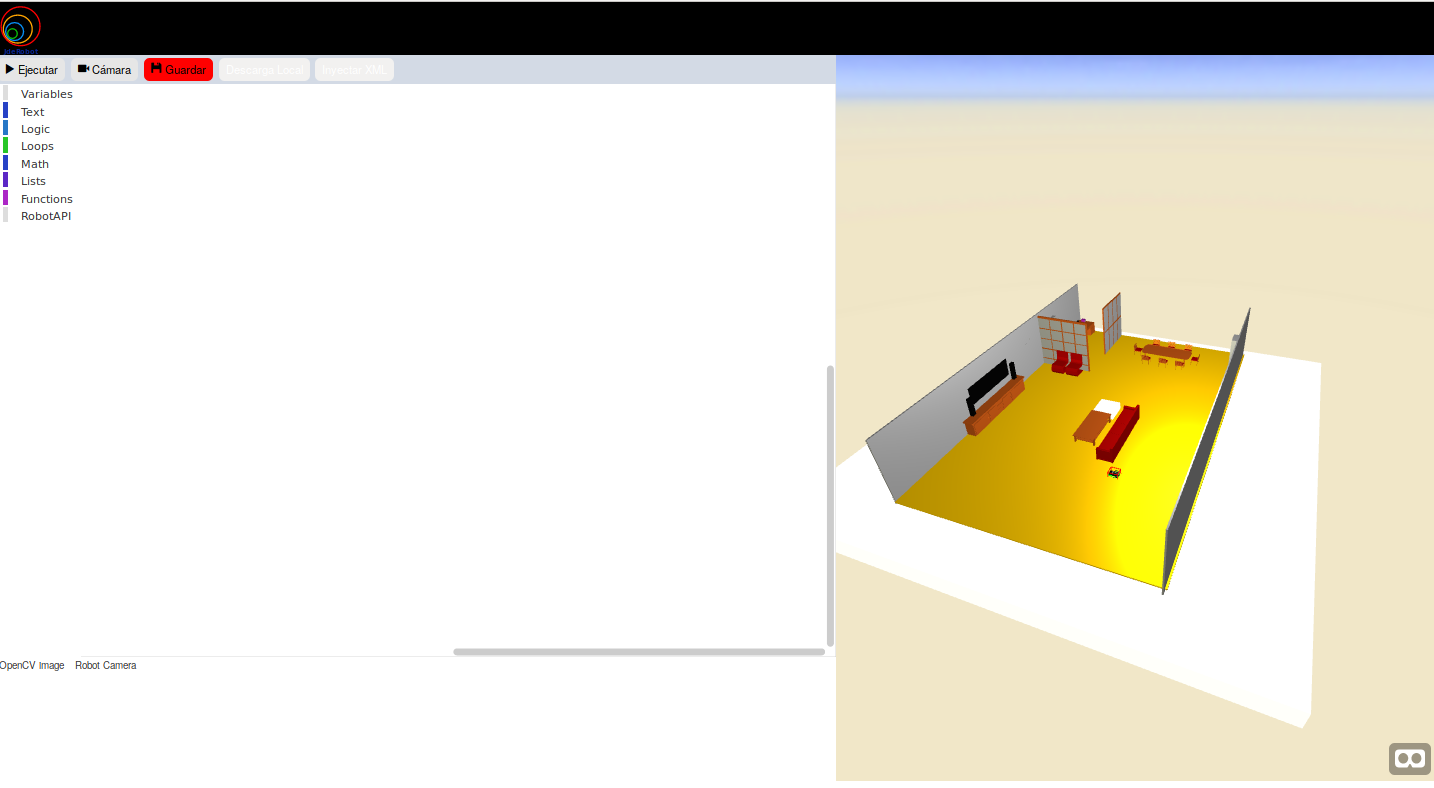 JdeRobot
Ejecutar
Cámara
Guardar
Descarga Local
Inyectar XML
Variables
Text
Logic
Loops
Math
Lists
Functions
RobotAPI
OpenCV Image Robot Camera